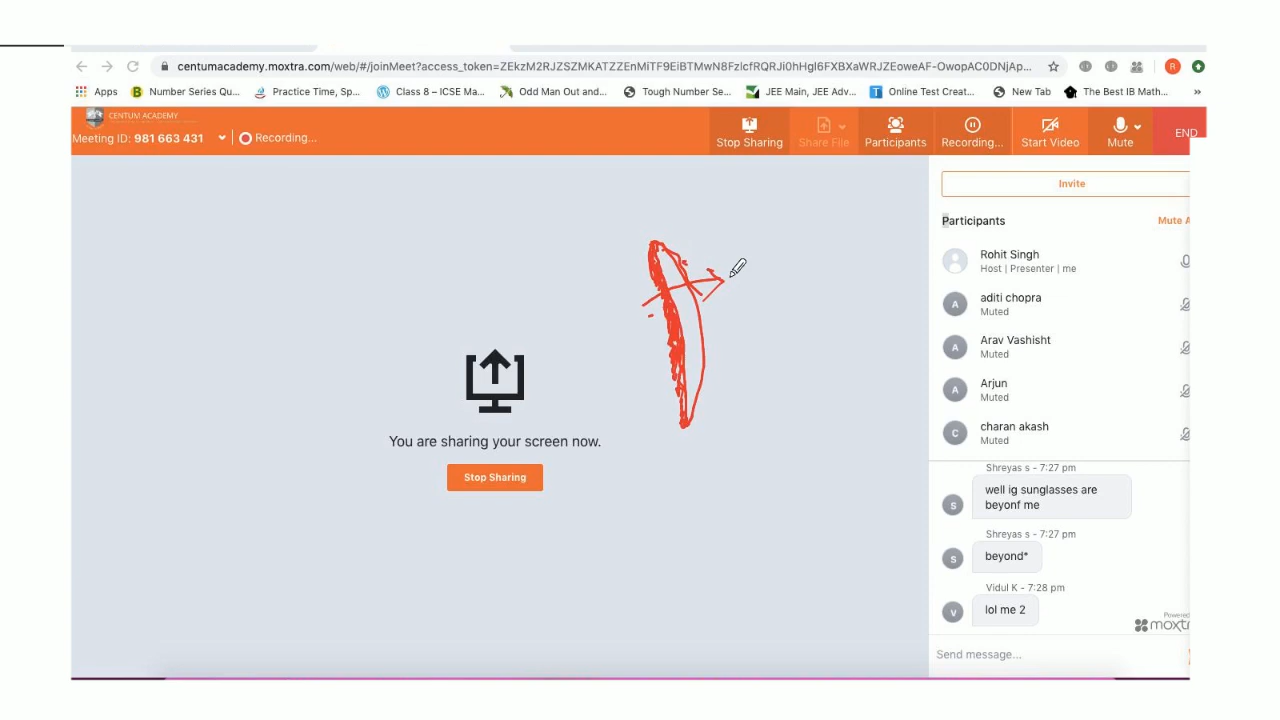 centumacademy.moxtra.com/web/#/joinMeet?access_token=ZEkzM2RJZSZMKATZZEnMiTF9EiBTMwN8FzlcfRQRJi0hHgI6FXBXaWRJZEoweAF-OwopAC0DNjAp...
R
Apps
Number Series Qu...
Practice Time, Sp...
Class 8 – ICSE Ma...
Odd Man Out and...
Tough Number Se...
JEE Main, JEE Adv...
Online Test Creat...
New Tab
The Best IB Math...
»
CENTUM ACADEMY
Meeting ID: 981 663 431
Recording...
Stop Sharing
Share File
Participants
Recording...
Start Video
Mute
END
You are sharing your screen now.
Stop Sharing
Invite
Participants
Mute A
Rohit Singh
Host | Presenter | me
A
aditi chopra
Muted
A
Arav Vashisht
Muted
A
Arjun
Muted
C
charan akash
Muted
Shreyas s - 7:27 pm
S
well ig sunglasses are
beyonf me
Shreyas s - 7:27 pm
S
beyond*
Vidul K - 7:28 pm
V
lol me 2
Powered
moxtr
Send message...